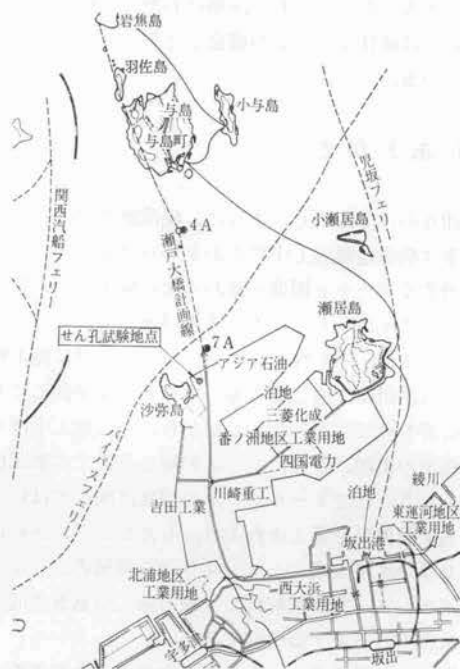 岩黒島
羽佐島
与島
与島町
小与島
児坂フェリー
関西汽船フェリー
4A
瀬戸大橋計画線
小瀬居島
瀬居島
7A
せん孔試験地点
アジア石油
沙弥島
泊地
三菱化成
番ノ洲地区工業用地
四国電力
川崎重工
吉田工業
泊地
綾川
東運河地区
工業用地
坂出港
北浦地区
工業用地
西大浜
工業用地
坂出